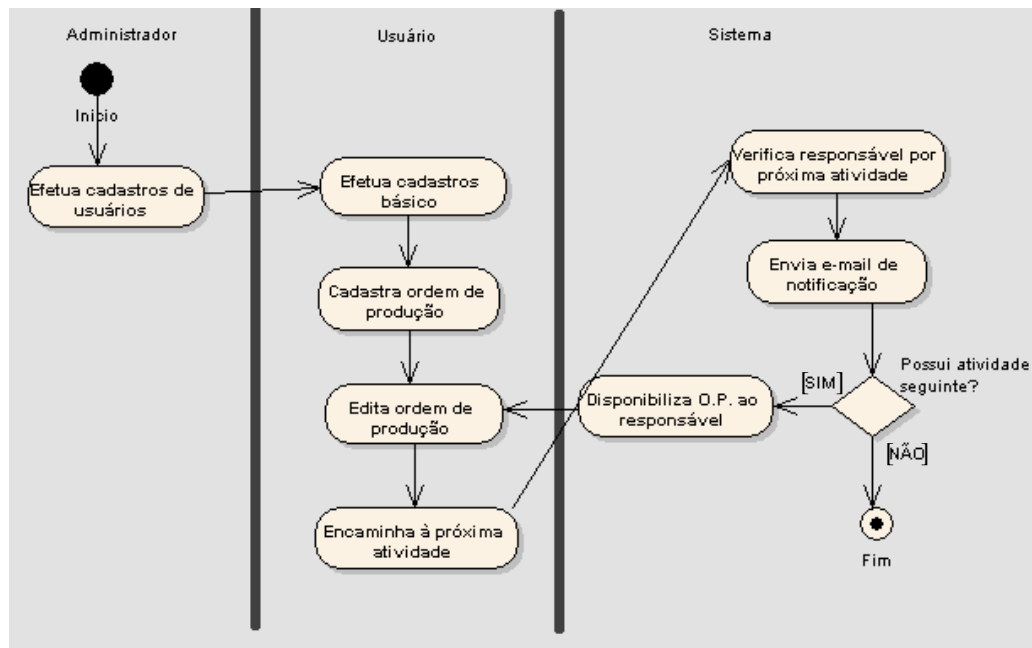 Administrador
Usuário
Sistema
Inicio
Efetua cadastros de
usuários
Efetua cadastros
básico
Cadastra ordem de
produção
Edita ordem de
produção
Encaminha à próxima
atividade
Verifica responsável por
próxima atividade
Envia e-mail de
notificação
Possui atividade
seguinte?
[SIM]
Disponibiliza O.P. ao
responsável
[NÃO]
Fim